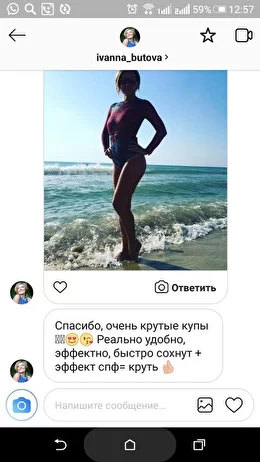 59% 12:57
ivanna_butova >
Ответить
Спасибо, очень крутые купы
😍😘 Реально удобно,
эффектно, быстро сохнут +
эффект спф= круть 👍🏻
Напишите сообщение...